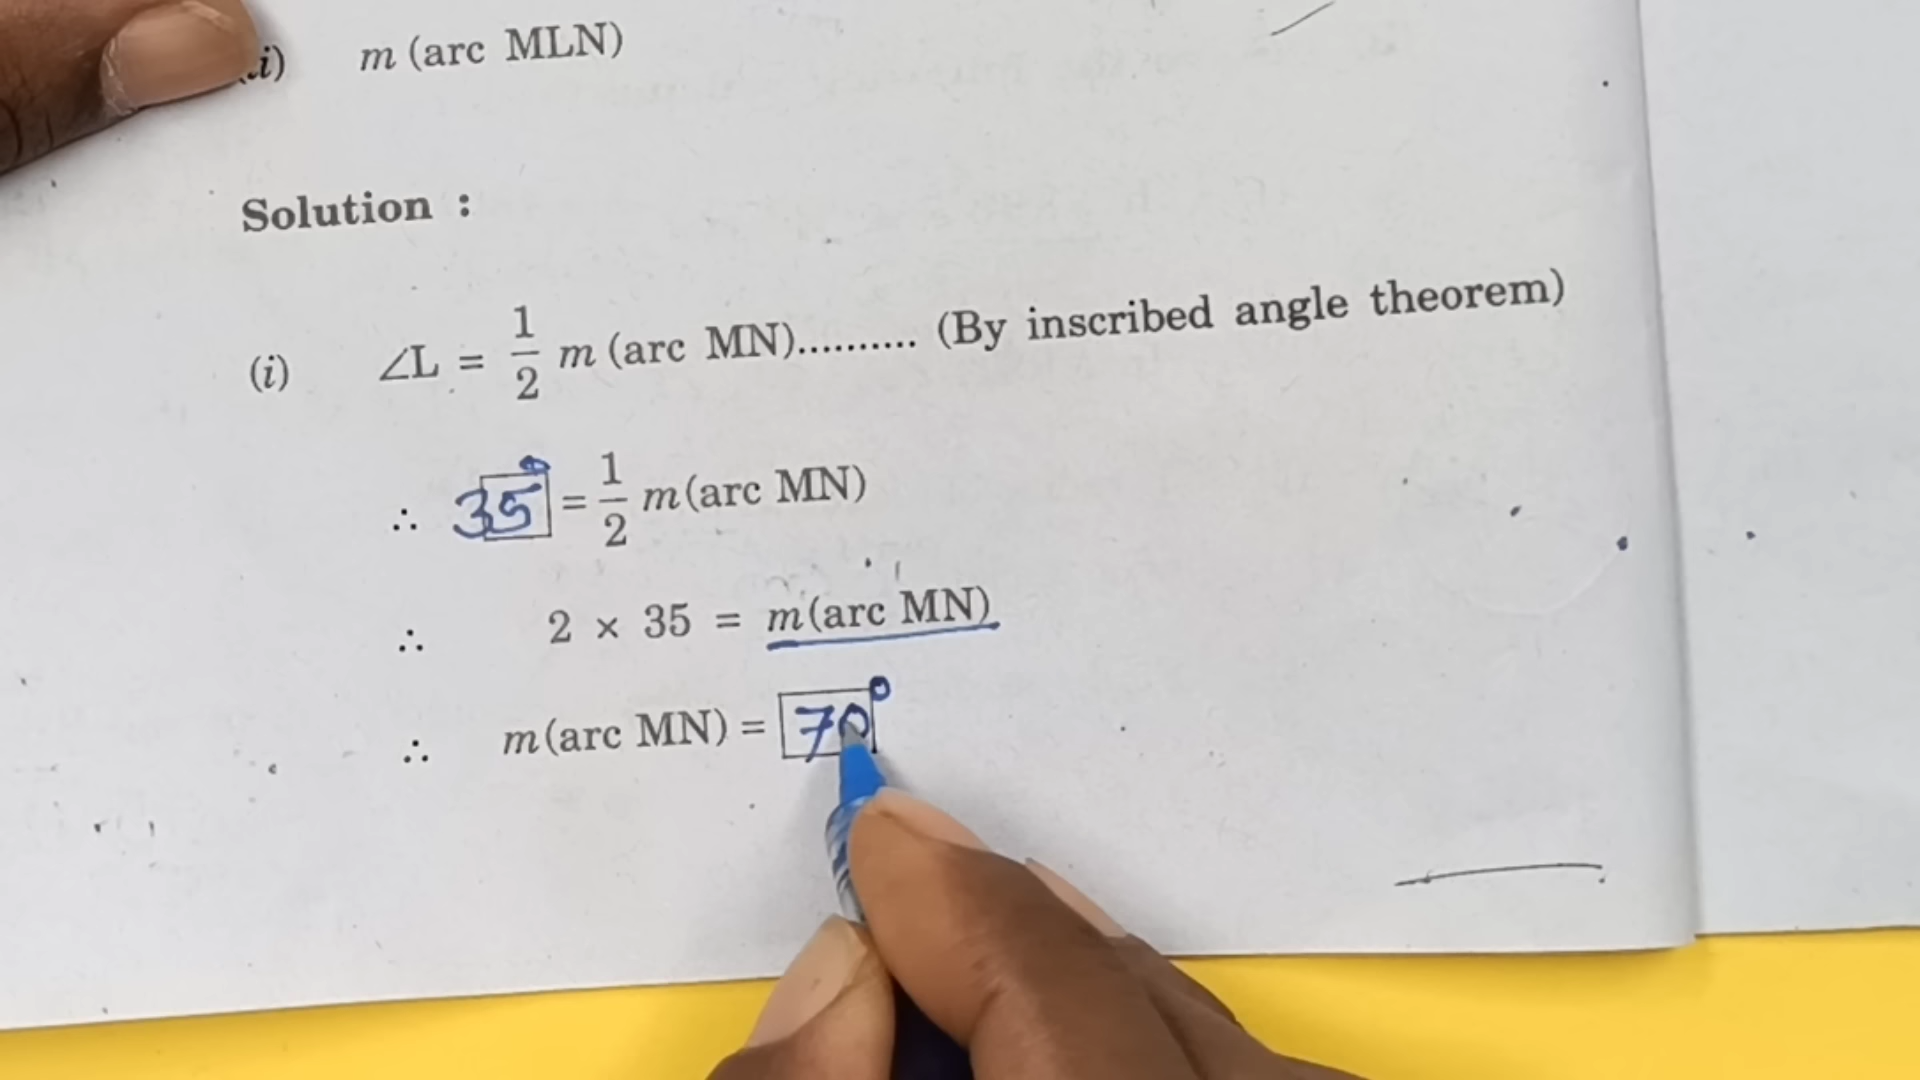 ii) m (arc MLN)
Solution :
(i) ∠L = 1/2 m (arc MN).......... (By inscribed angle theorem)
∴ 35° = 1/2 m(arc MN)
∴ 2 × 35 = m(arc MN)
∴ m(arc MN) = 70°